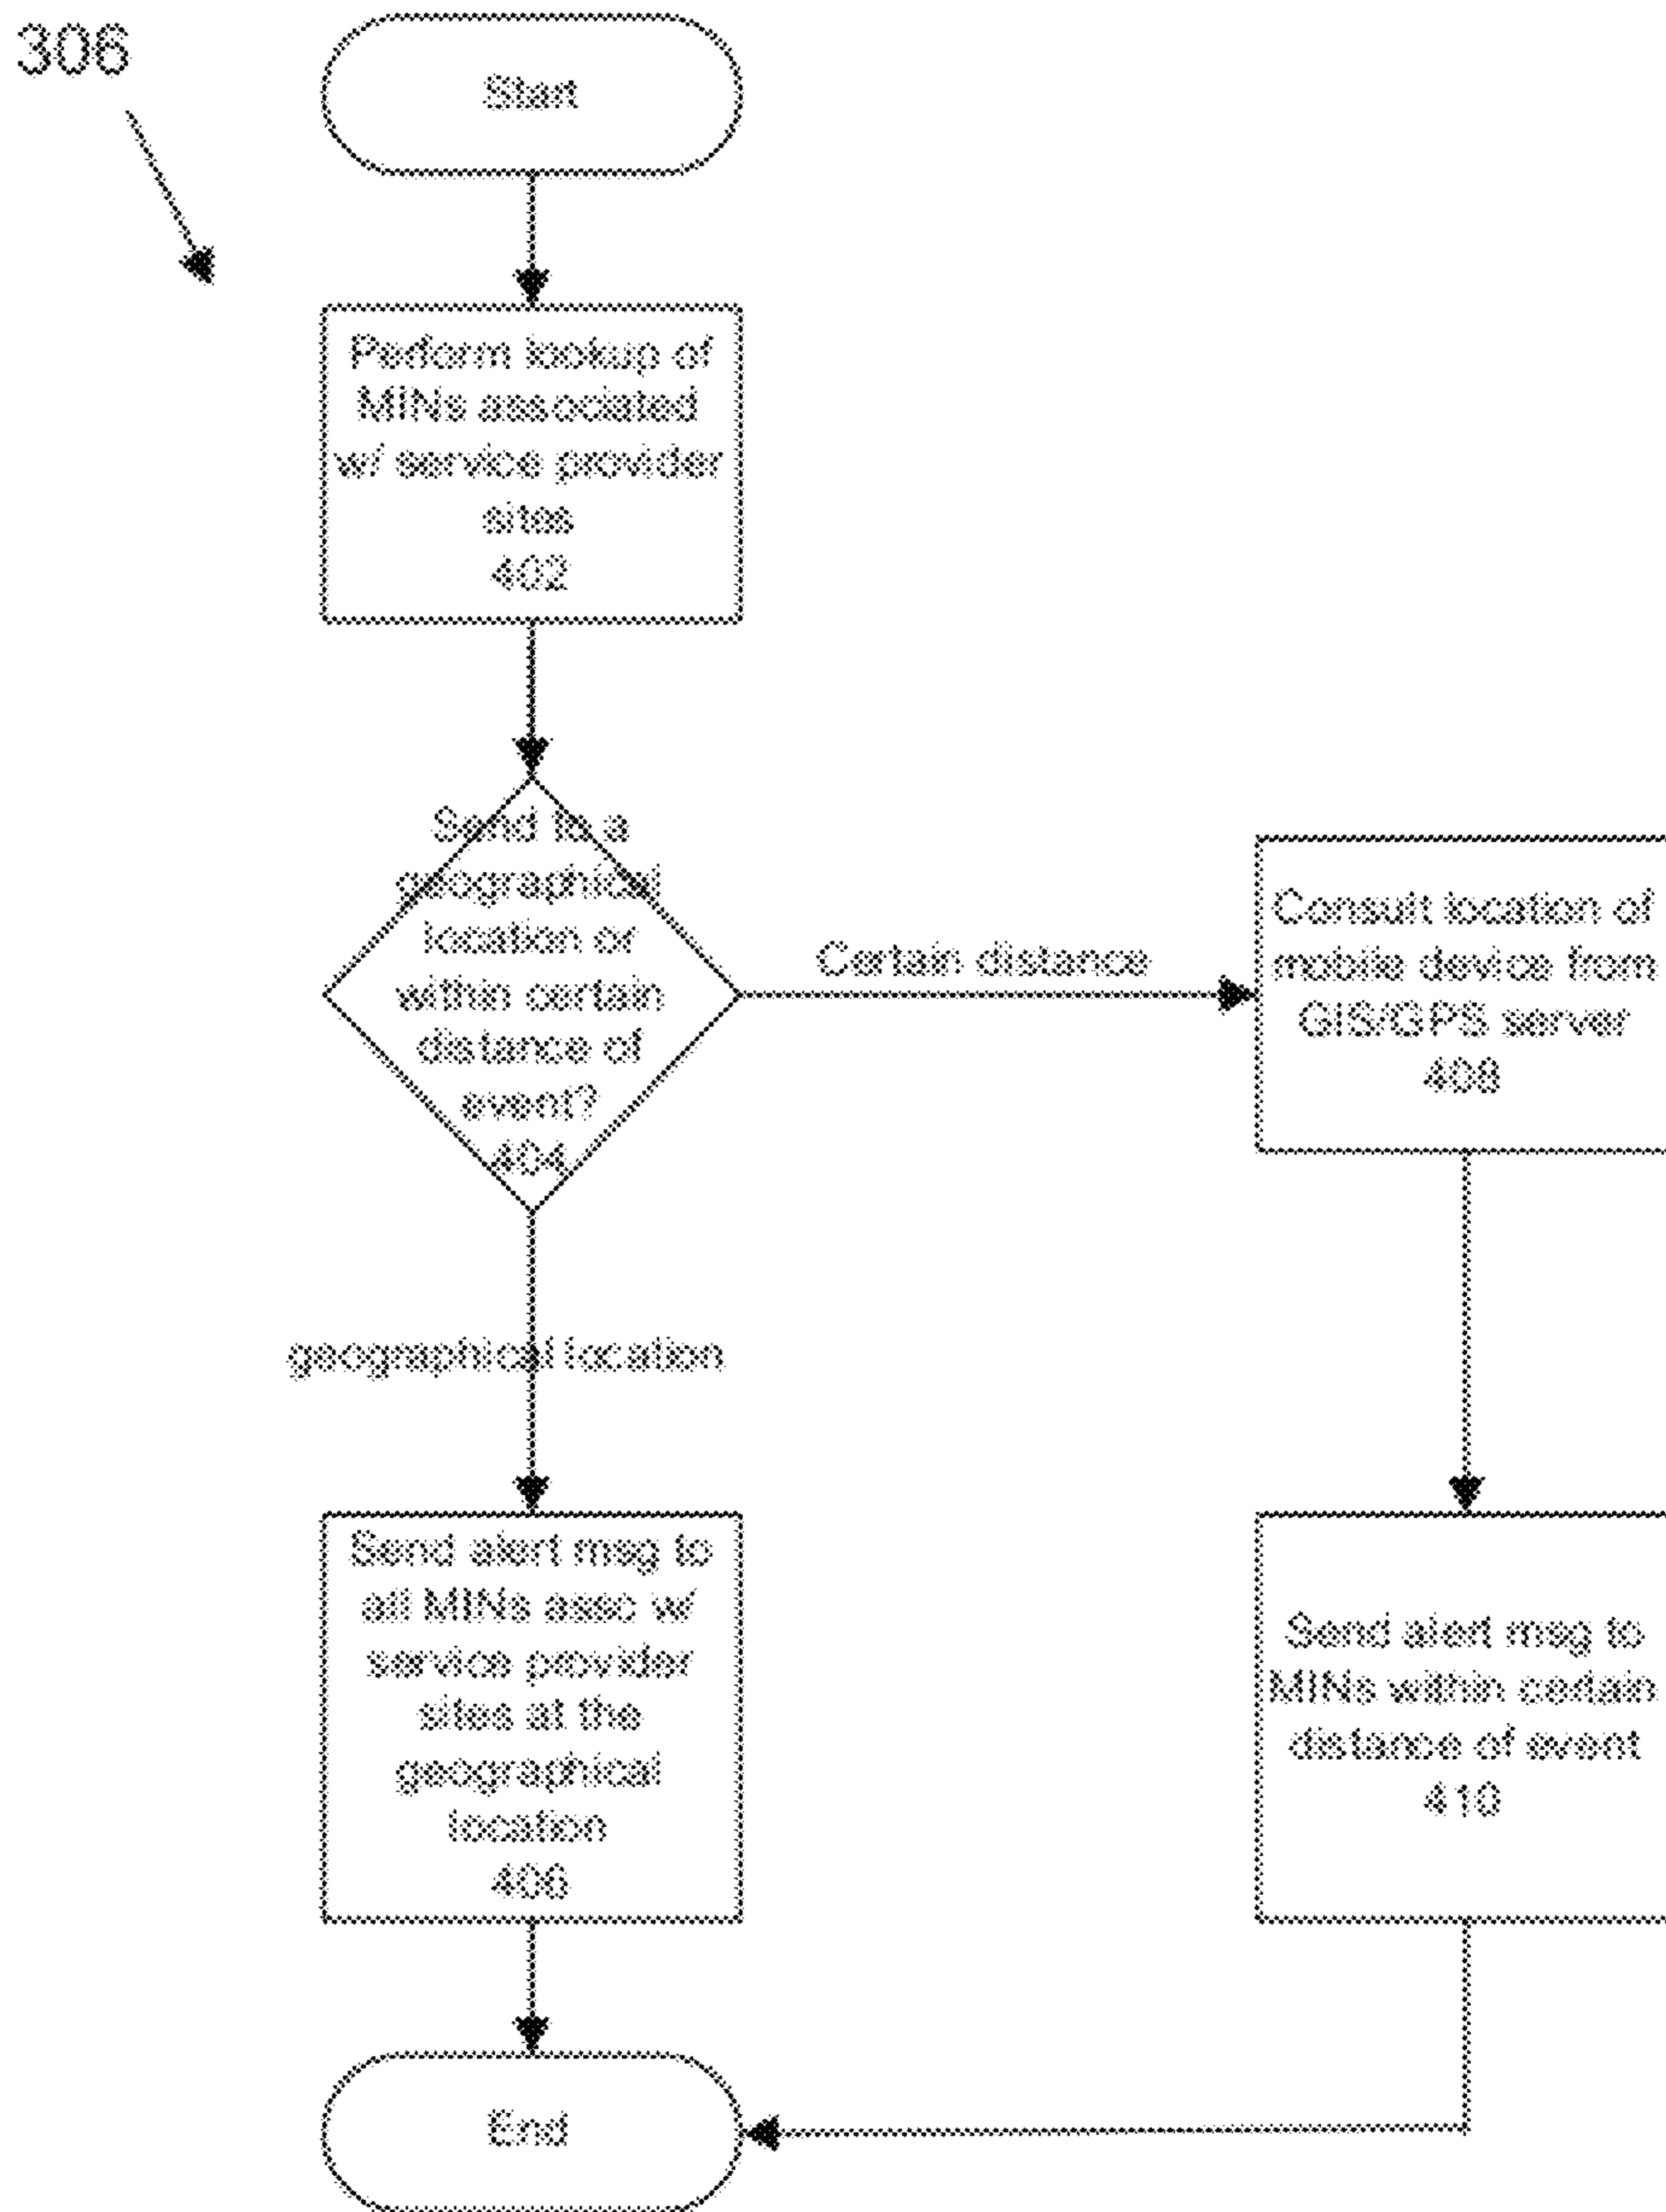 306
Start
Perform lookup of
MINs associated
w/ service provider
sites
402
Send to a
geographical
location or
within certain
distance of
event?
404
Certain distance
Consult location of
mobile device from
GIS/GPS server
408
geographical location
Send alert msg to
all MINs assc w/
service provider
sites at the
geographical
location
406
Send alert msg to
MINs within certain
distance of event
410
End